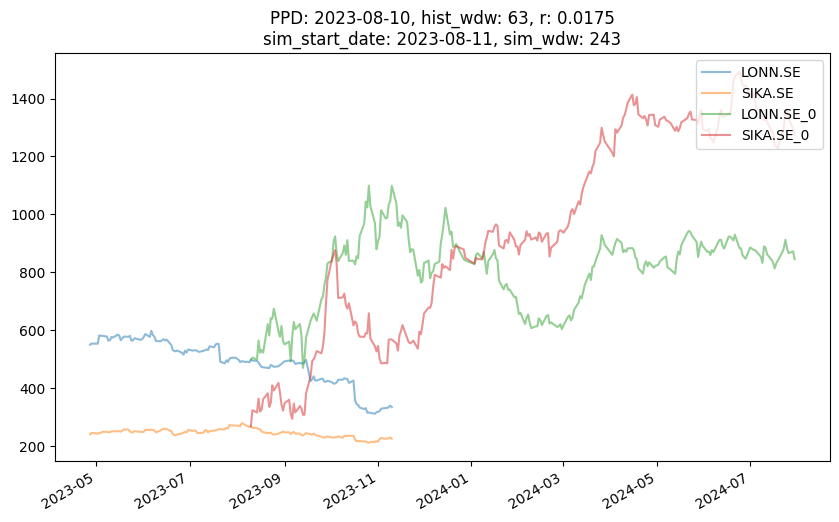 PPD: 2023-08-10, hist_wdw: 63, r: 0.0175
sim_start_date: 2023-08-11, sim_wdw: 243
LONN.SE
SIKA.SE
LONN.SE_0
SIKA.SE_0
1400
1200
1000
800
600
400
200
2023-05
2023-07
2023-09
2023-11
2024-01
2024-03
2024-05
2024-07